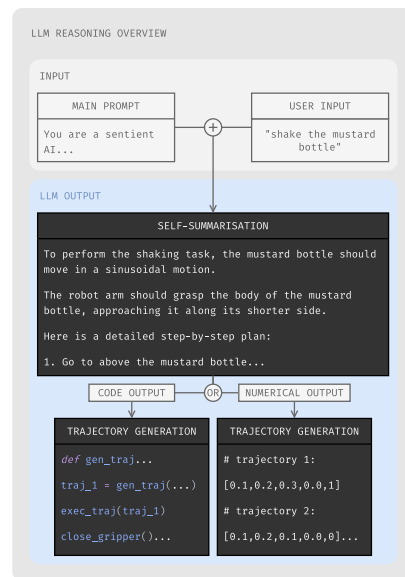 LLM REASONING OVERVIEW
INPUT
MAIN PROMPT
You are a sentient
AI...
USER INPUT
"shake the mustard
bottle"
LLM OUTPUT
SELF-SUMMARISATION
To perform the shaking task, the mustard bottle should
move in a sinusoidal motion.
The robot arm should grasp the body of the mustard
bottle, approaching it along its shorter side.
Here is a detailed step-by-step plan:
1. Go to above the mustard bottle...
CODE OUTPUT
OR
NUMERICAL OUTPUT
TRAJECTORY GENERATION
def gen_traj...
traj_1 = gen_traj(...)
exec_traj(traj_1)
close_gripper()...
TRAJECTORY GENERATION
# trajectory 1:
[0.1,0.2,0.3,0.0,1]
# trajectory 2:
[0.1,0.2,0.1,0.0,0]...